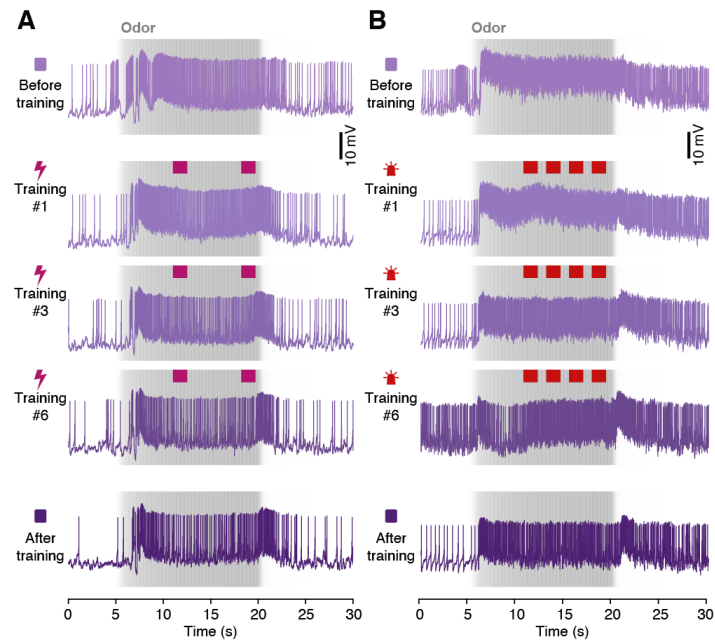 A
Odor
Before
training
10 mV
Training
#1
Training
#3
Training
#6
After
training
0 5 10 15 20 25 30
Time (s)
B
Odor
Before
training
10 mV
Training
#1
Training
#3
Training
#6
After
training
0 5 10 15 20 25 30
Time (s)